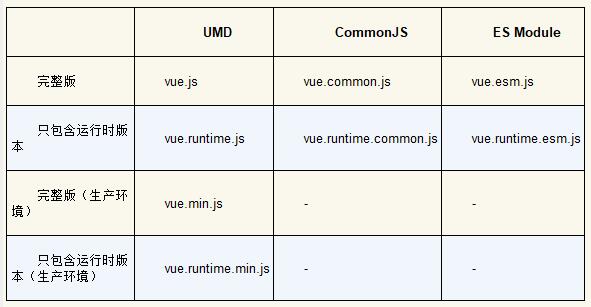 UMD CommonJS ES Module
完整版 vue.js vue.common.js vue.esm.js
只包含运行时版
本 vue.runtime.js vue.runtime.common.js vue.runtime.esm.js
完整版（生产环
境） vue.min.js - -
只包含运行时版
本（生产环境） vue.runtime.min.js - -